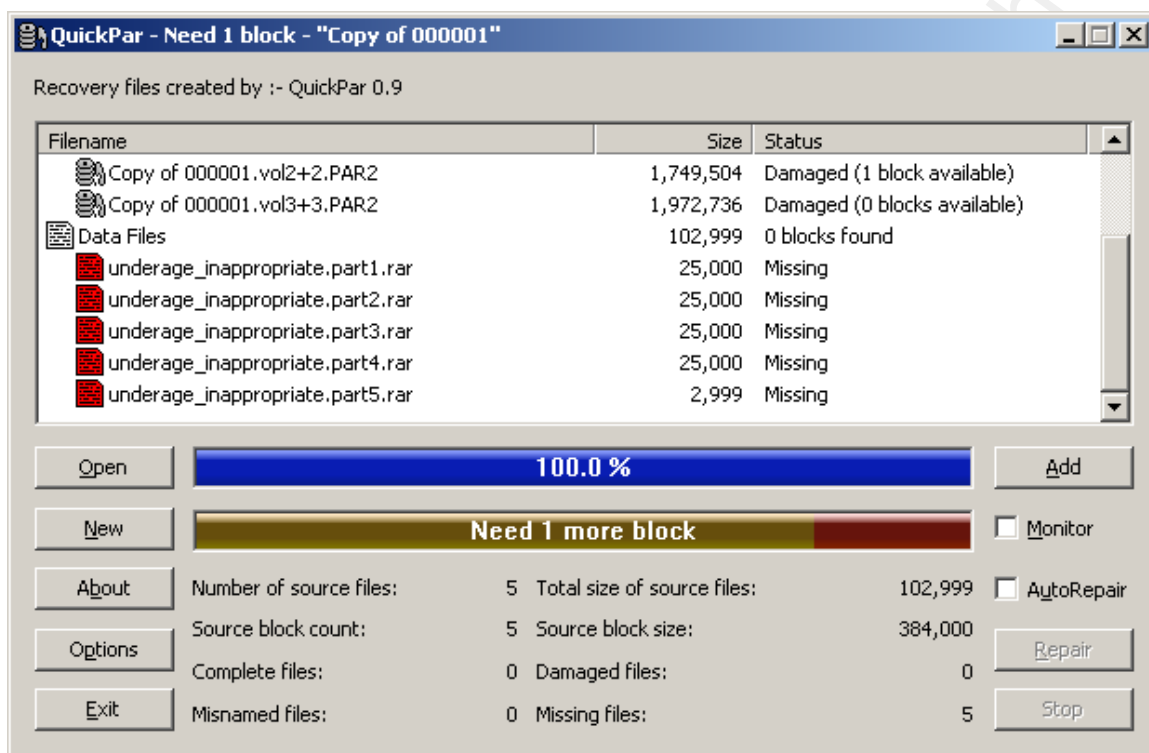 QuickPar - Need 1 block - "Copy of 000001"
Recovery files created by :- QuickPar 0.9
Filename Size Status
Copy of 000001.vol2+2.PAR2 1,749,504 Damaged (1 block available)
Copy of 000001.vol3+3.PAR2 1,972,736 Damaged (0 blocks available)
Data Files 102,999 0 blocks found
underage_inappropriate.part1.rar 25,000 Missing
underage_inappropriate.part2.rar 25,000 Missing
underage_inappropriate.part3.rar 25,000 Missing
underage_inappropriate.part4.rar 25,000 Missing
underage_inappropriate.part5.rar 2,999 Missing
Open 100.0 % Add
New Need 1 more block Monitor
About Number of source files: 5 Total size of source files: 102,999 AutoRepair
Source block count: 5 Source block size: 384,000
Options Repair
Complete files: 0 Damaged files: 0
Exit Misnamed files: 0 Missing files: 5 Stop